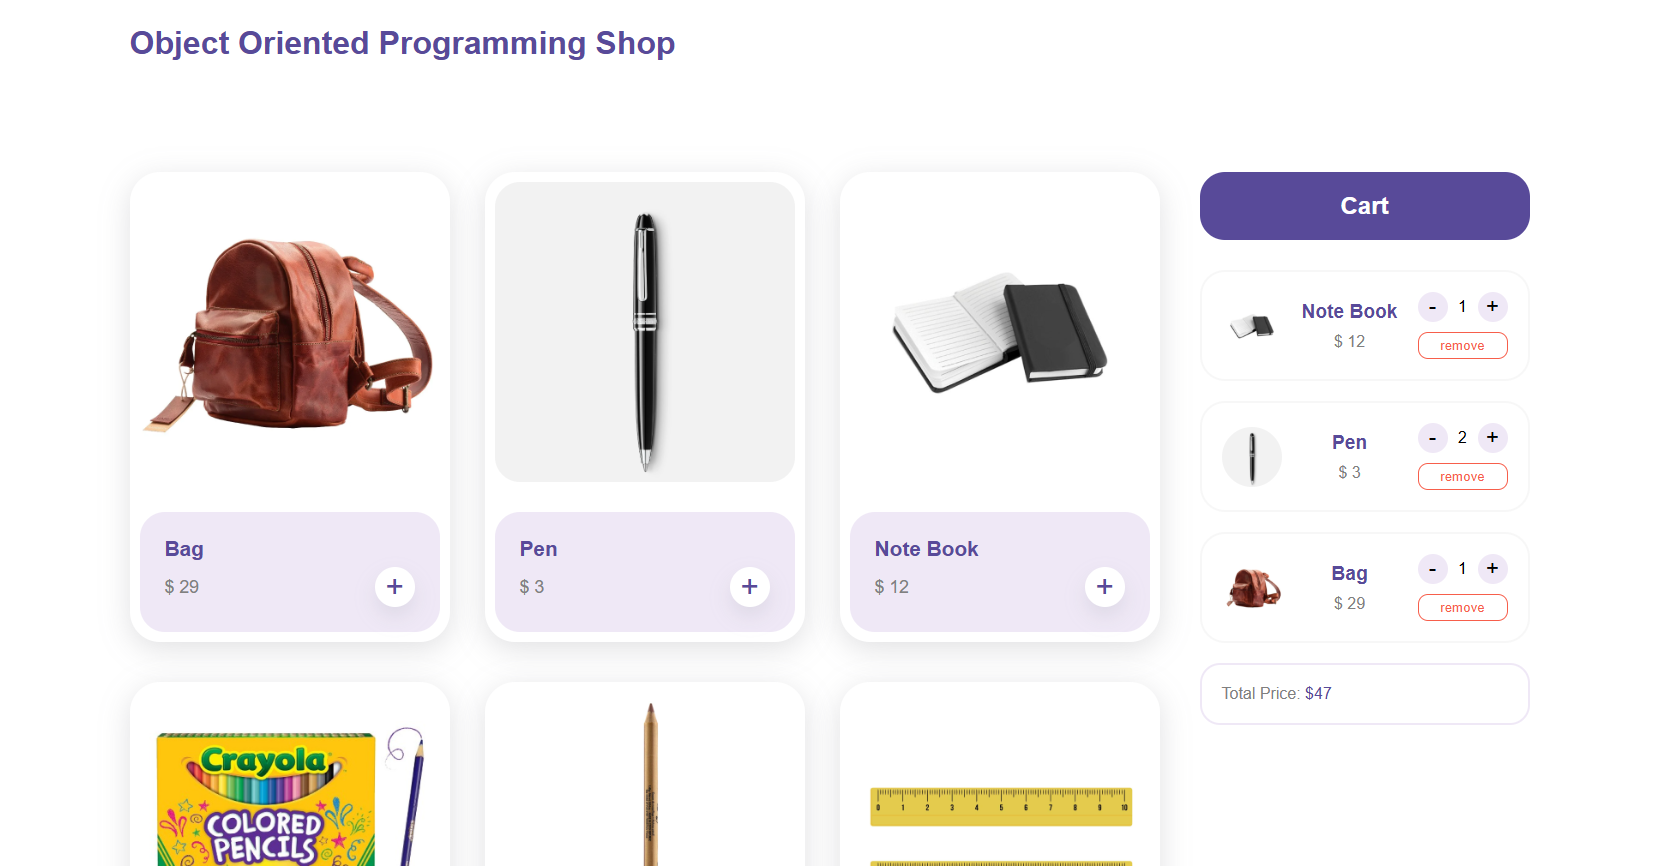 Object Oriented Programming Shop
Bag
$ 29
+
Pen
$ 3
+
Note Book
$ 12
+
Cart
Note Book
$ 12
- 1 +
remove
Pen
$ 3
- 2 +
remove
Bag
$ 29
- 1 +
remove
Total Price: $47
Crayola
COLORED
PENCILS
0 1 2 3 4 5 6 7 8 9 10